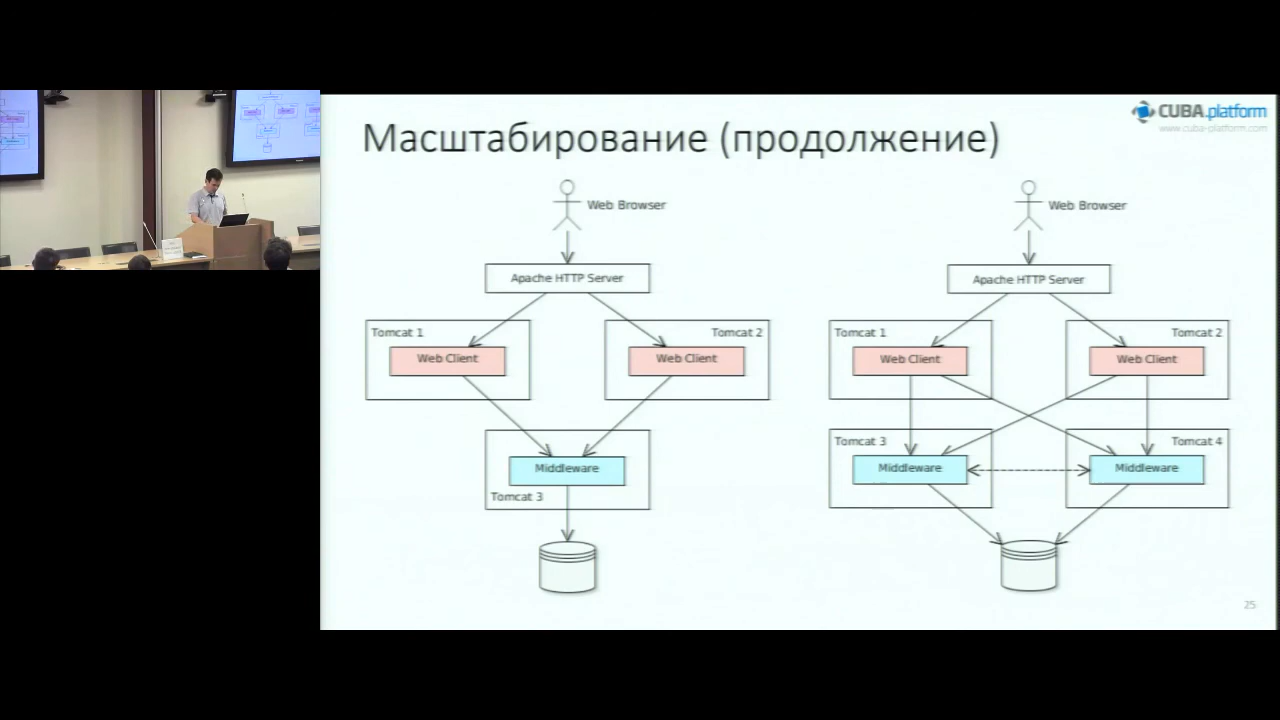 CUBA.platform
www.cuba-platform.com
Масштабирование (продолжение)
Web Browser
Apache HTTP Server
Tomcat 1
Tomcat 2
Web Client
Web Client
Middleware
Tomcat 3
Web Browser
Apache HTTP Server
Tomcat 1
Tomcat 2
Web Client
Web Client
Tomcat 3
Tomcat 4
Middleware
Middleware
25